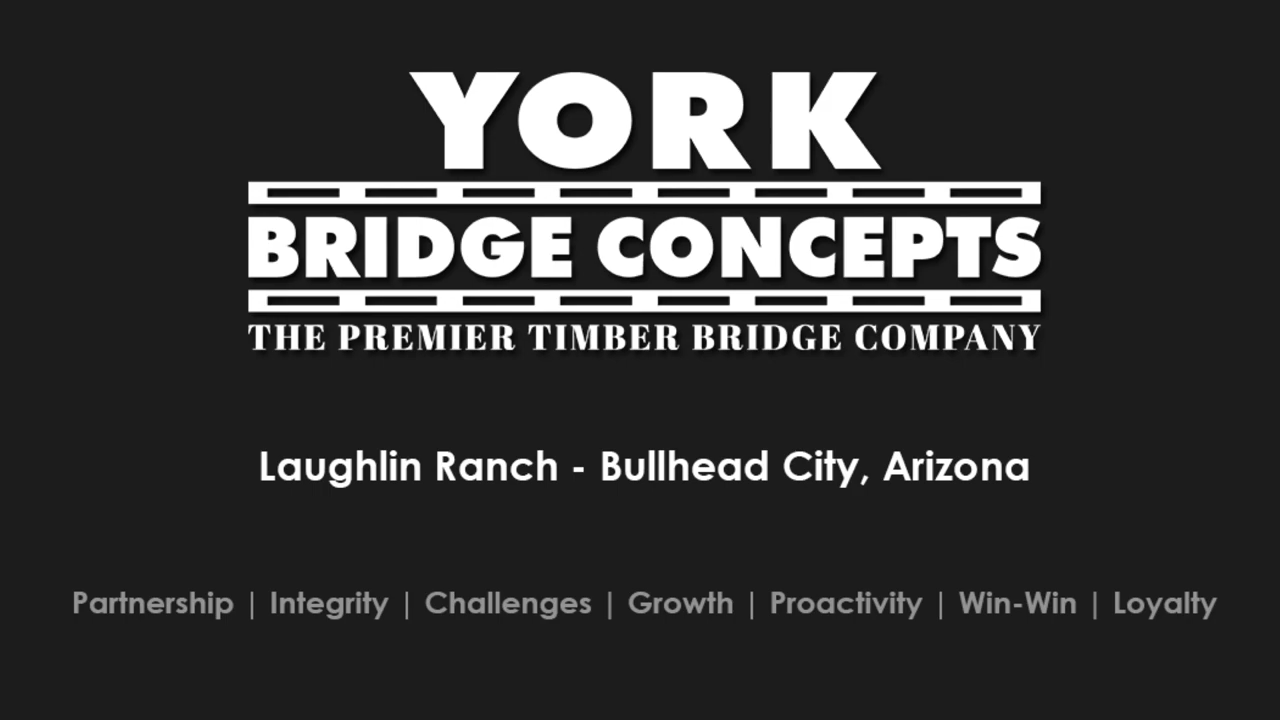 YORK
BRIDGE CONCEPTS
THE PREMIER TIMBER BRIDGE COMPANY
Laughlin Ranch - Bullhead City, Arizona
Partnership | Integrity | Challenges | Growth | Proactivity | Win-Win | Loyalty